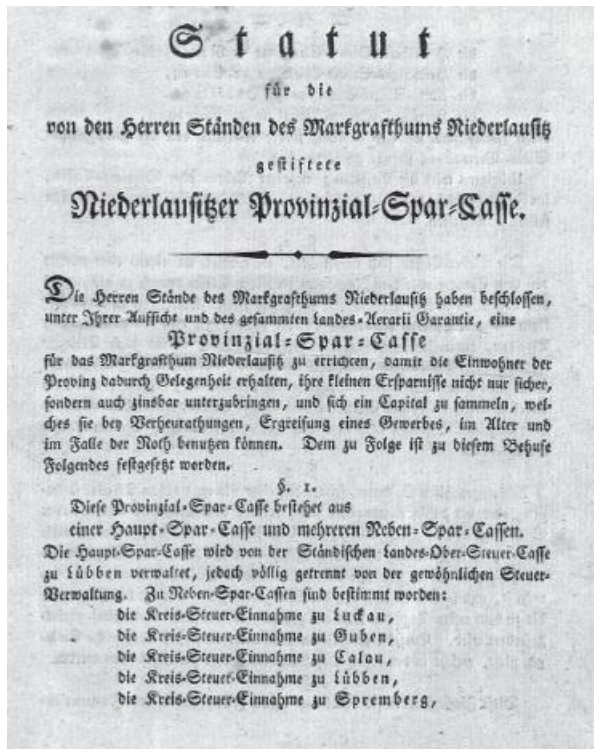 Statut
für die
von den Herren Ständen des Markgrafthums Niederlausitz
gestiftete
Niederlausitzer Provinzial-Spar-Casse.
Die Herren Stände des Markgrafthums Niederlausitz haben beschlossen,
unter Ihrer Aufsicht und des gesammten Landes-Aerarii Garantie, eine
Provinzial-Spar-Casse
für das Markgrafthum Niederlausitz zu errichten, damit die Einwohner der
Provinz dadurch Gelegenheit erhalten, ihre kleinen Ersparnisse nicht nur sicher,
sondern auch zinsbar unterzubringen, und sich ein Capital zu sammeln, wel-
ches sie bey Verheurathungen, Ergreifung eines Gewerbes, im Alter und
im Falle der Noth benutzen können. Dem zu Folge ist zu diesem Behufe
Folgendes festgesetzt worden.
§. 1.
Diese Provinzial-Spar-Casse bestehet aus
einer Haupt-Spar-Casse und mehreren Neben-Spar-Cassen.
Die Haupt-Spar-Casse wird von der Ständischen Landes-Ober-Steuer-Casse
zu Lübben verwaltet, jedoch völlig getrennt von der gewöhnlichen Steuer-
Verwaltung. Zu Neben-Spar-Cassen sind bestimmt worden:
die Kreis-Steuer-Einnahme zu Luckau,
die Kreis-Steuer-Einnahme zu Guben,
die Kreis-Steuer-Einnahme zu Calau,
die Kreis-Steuer-Einnahme zu Lübben,
die Kreis-Steuer-Einnahme zu Spremberg,